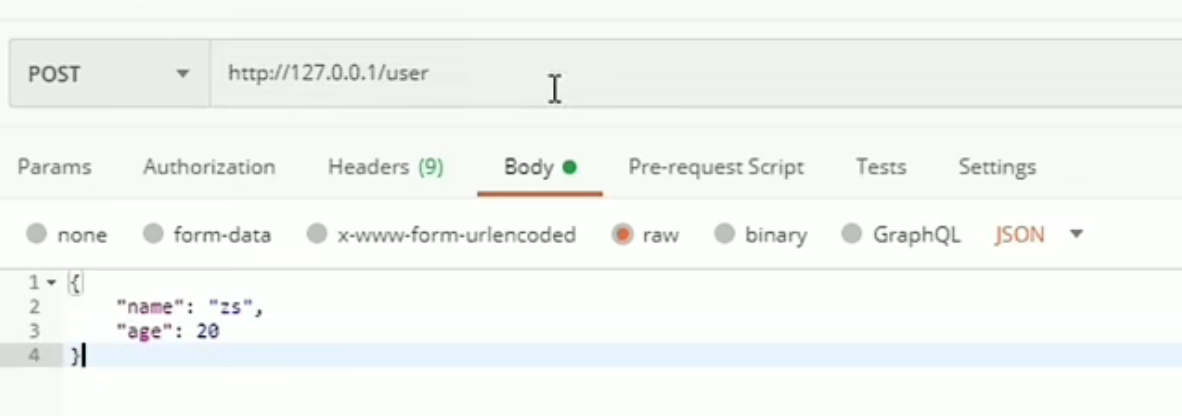 POST http://127.0.0.1/user
Params Authorization Headers (9) Body Pre-request Script Tests Settings
none form-data x-www-form-urlencoded raw binary GraphQL JSON
1 {
2 "name": "zs",
3 "age": 20
4 }